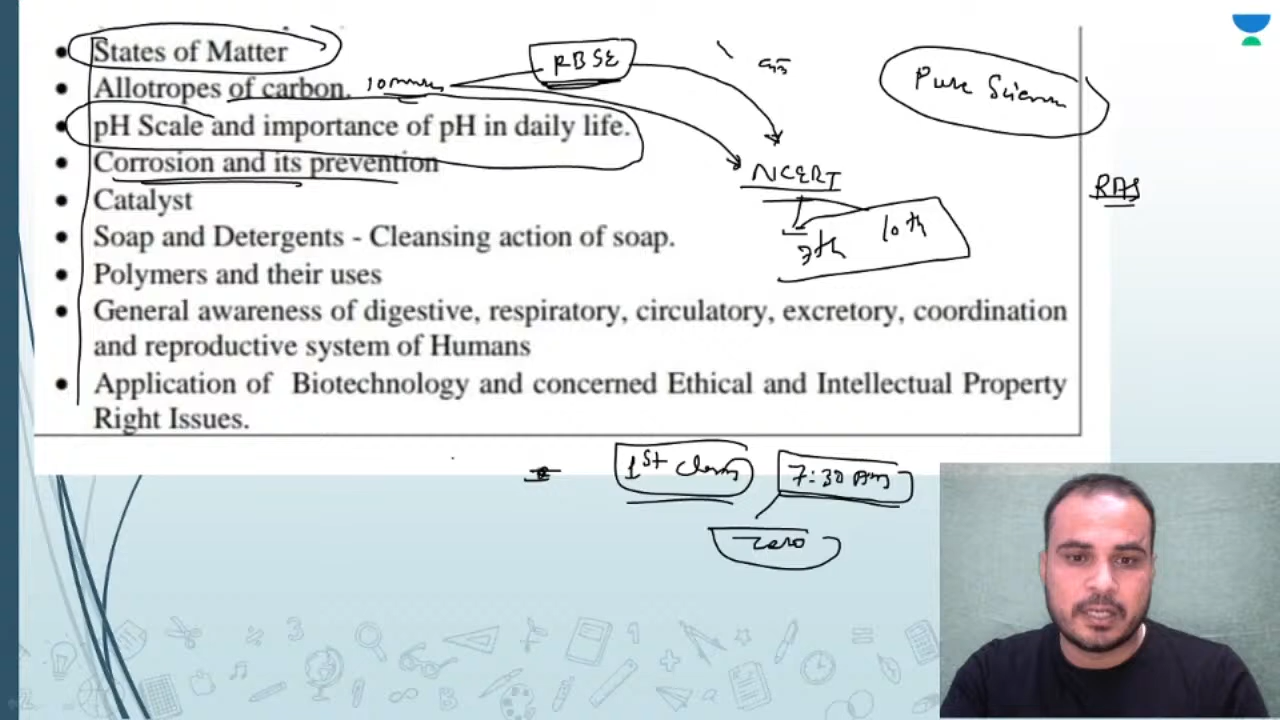 States of Matter
Allotropes of carbon.
pH Scale and importance of pH in daily life.
Corrosion and its prevention
Catalyst
Soap and Detergents - Cleansing action of soap.
Polymers and their uses
General awareness of digestive, respiratory, circulatory, excretory, coordination
and reproductive system of Humans
Application of Biotechnology and concerned Ethical and Intellectual Property
Right Issues.
RBSE
Pure Science
NCERT
RAS
7th 10th
1st class 7:30
Zero